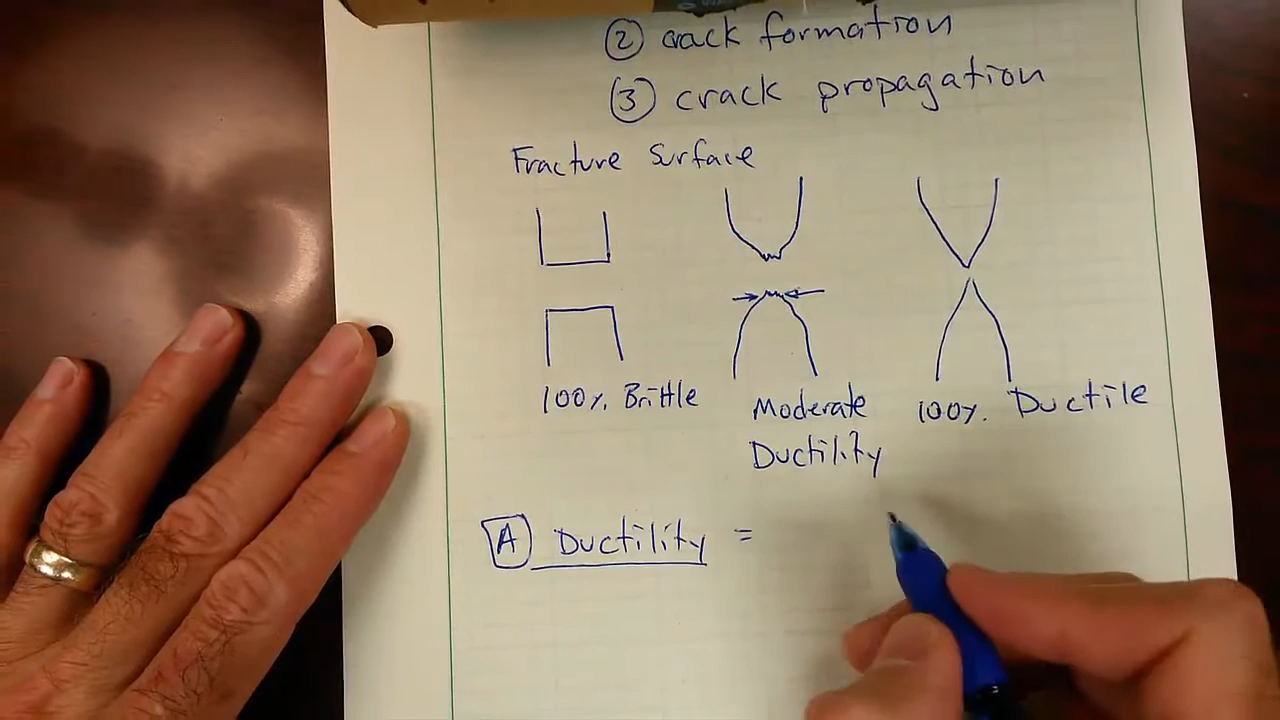 ② crack formation
③ crack propagation
Fracture Surface
100% Brittle
Moderate
Ductility
100% Ductile
A Ductility =